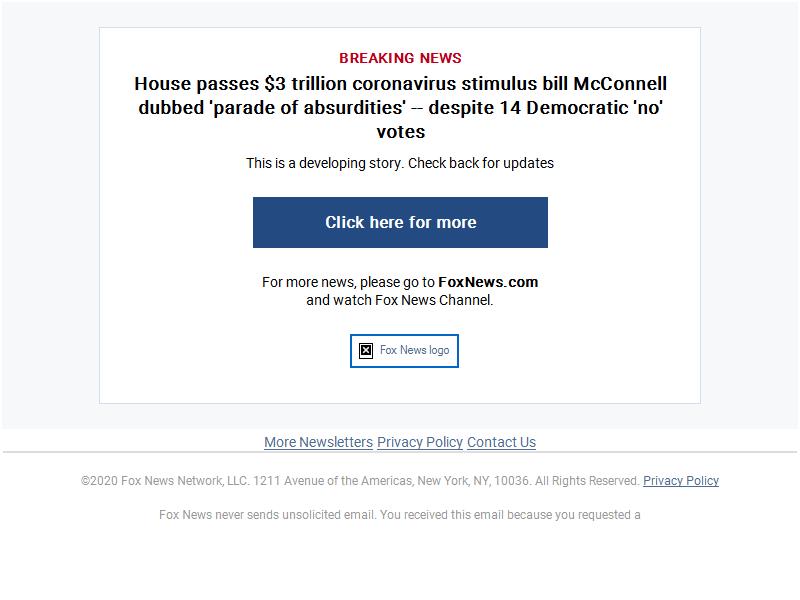 BREAKING NEWS
House passes $3 trillion coronavirus stimulus bill McConnell
dubbed 'parade of absurdities' -- despite 14 Democratic 'no'
votes
This is a developing story. Check back for updates
Click here for more
For more news, please go to FoxNews.com
and watch Fox News Channel.
Fox News logo
More Newsletters Privacy Policy Contact Us
©2020 Fox News Network, LLC. 1211 Avenue of the Americas, New York, NY, 10036. All Rights Reserved. Privacy Policy
Fox News never sends unsolicited email. You received this email because you requested a